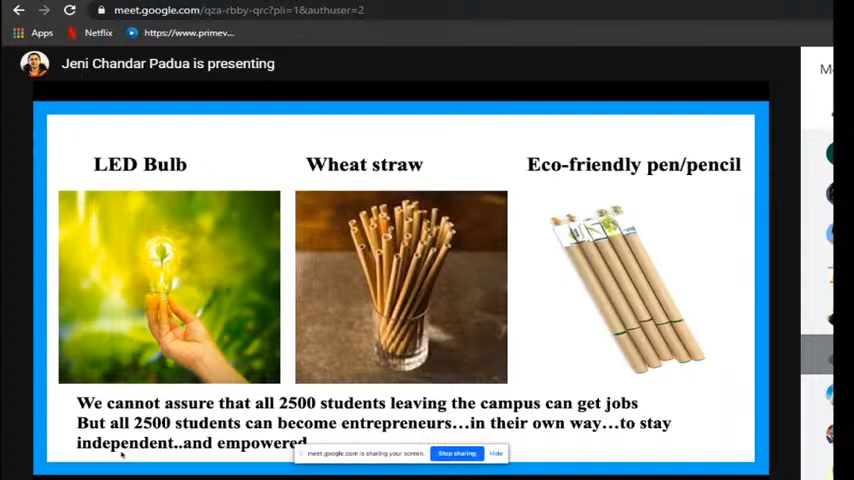 meet.google.com/qza-rbby-qrc?pli=1&authuser=2
Apps
Netflix
https://www.primev...
Jeni Chandar Padua is presenting
LED Bulb
Wheat straw
Eco-friendly pen/pencil
We cannot assure that all 2500 students leaving the campus can get jobs
But all 2500 students can become entrepreneurs...in their own way...to stay
independent..and empowered
meet.google.com is sharing your screen.
Stop sharing
Hide